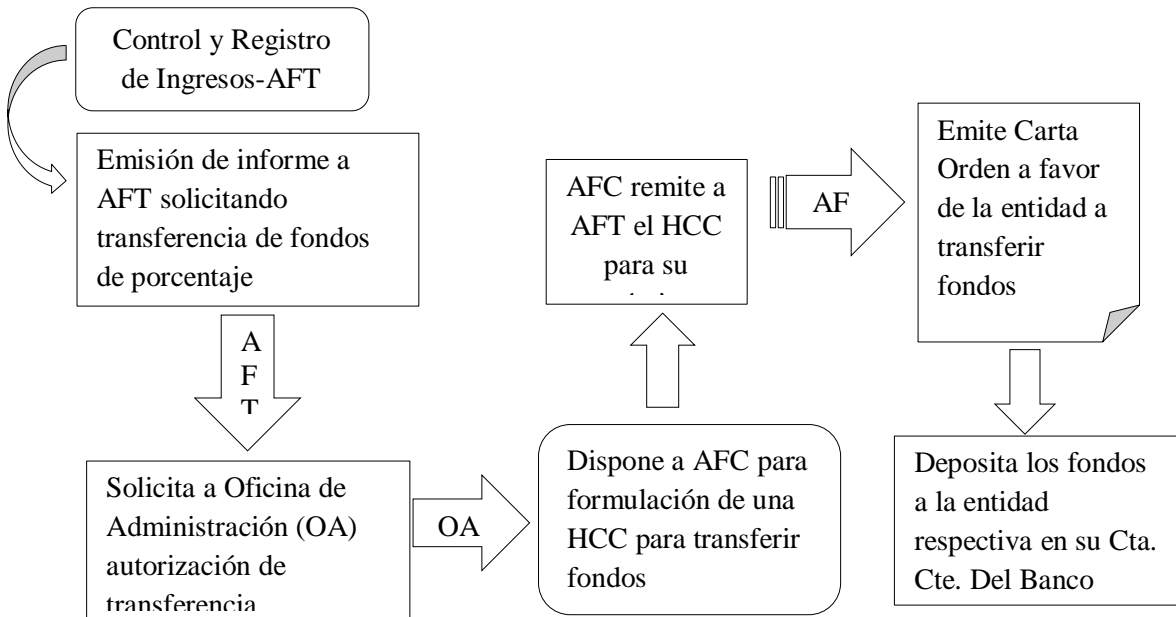 Control y Registro
de Ingresos-AFT
Emisión de informe a
AFT solicitando
transferencia de fondos
de porcentaje
A
F
T
Solicita a Oficina de
Administración (OA)
autorización de
transferencia
OA
Dispone a AFC para
formulación de una
HCC para transferir
fondos
AFC remite a
AFT el HCC
para su
AF
Emite Carta
Orden a favor
de la entidad a
transferir
fondos
Deposita los fondos
a la entidad
respectiva en su Cta.
Cte. Del Banco